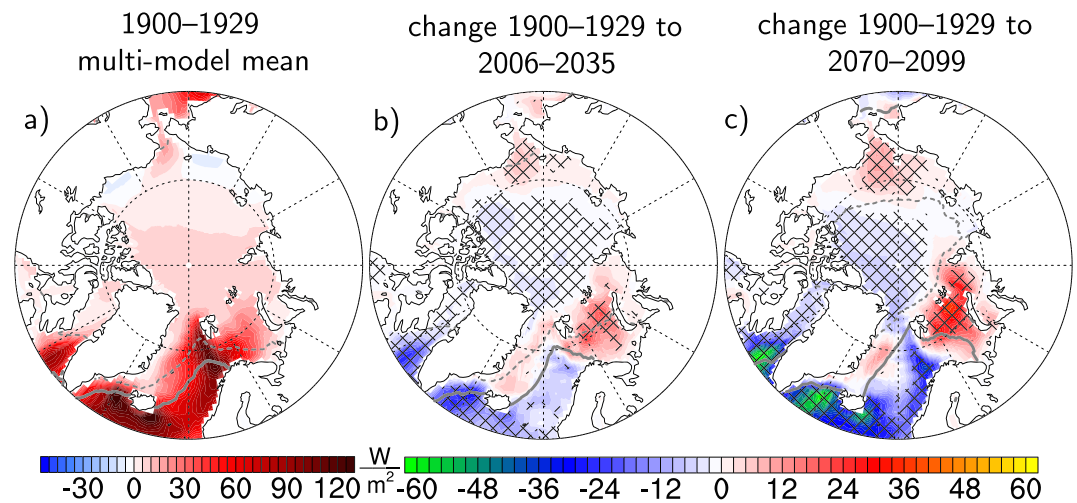 1900–1929
multi-model mean
change 1900–1929 to
2006–2035
change 1900–1929 to
2070–2099
a)
b)
c)
-30 0 30 60 90 120
W
m²
-60 -48 -36 -24 -12 0 12 24 36 48 60